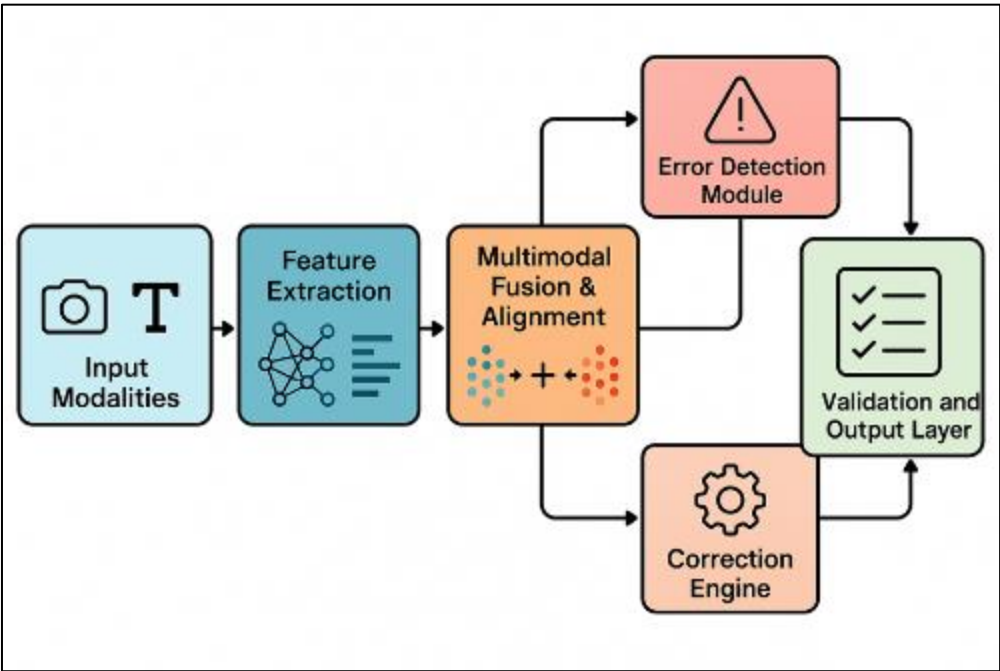 Input
Modalities
Feature
Extraction
Multimodal
Fusion &
Alignment
Error Detection
Module
Correction
Engine
Validation and
Output Layer